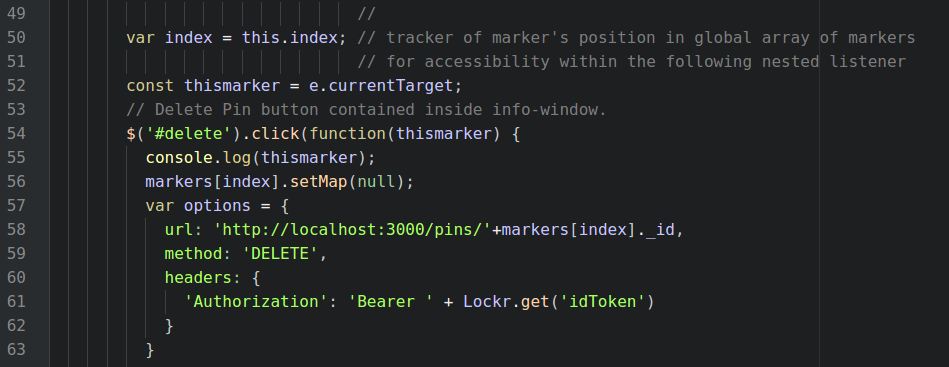 49 //
50 var index = this.index; // tracker of marker's position in global array of markers
51 // for accessibility within the following nested listener
52 const thismarker = e.currentTarget;
53 // Delete Pin button contained inside info-window.
54 $('#delete').click(function(thismarker) {
55 console.log(thismarker);
56 markers[index].setMap(null);
57 var options = {
58 url: 'http://localhost:3000/pins/'+markers[index]._id,
59 method: 'DELETE',
60 headers: {
61 'Authorization': 'Bearer ' + Lockr.get('idToken')
62 }
63 }